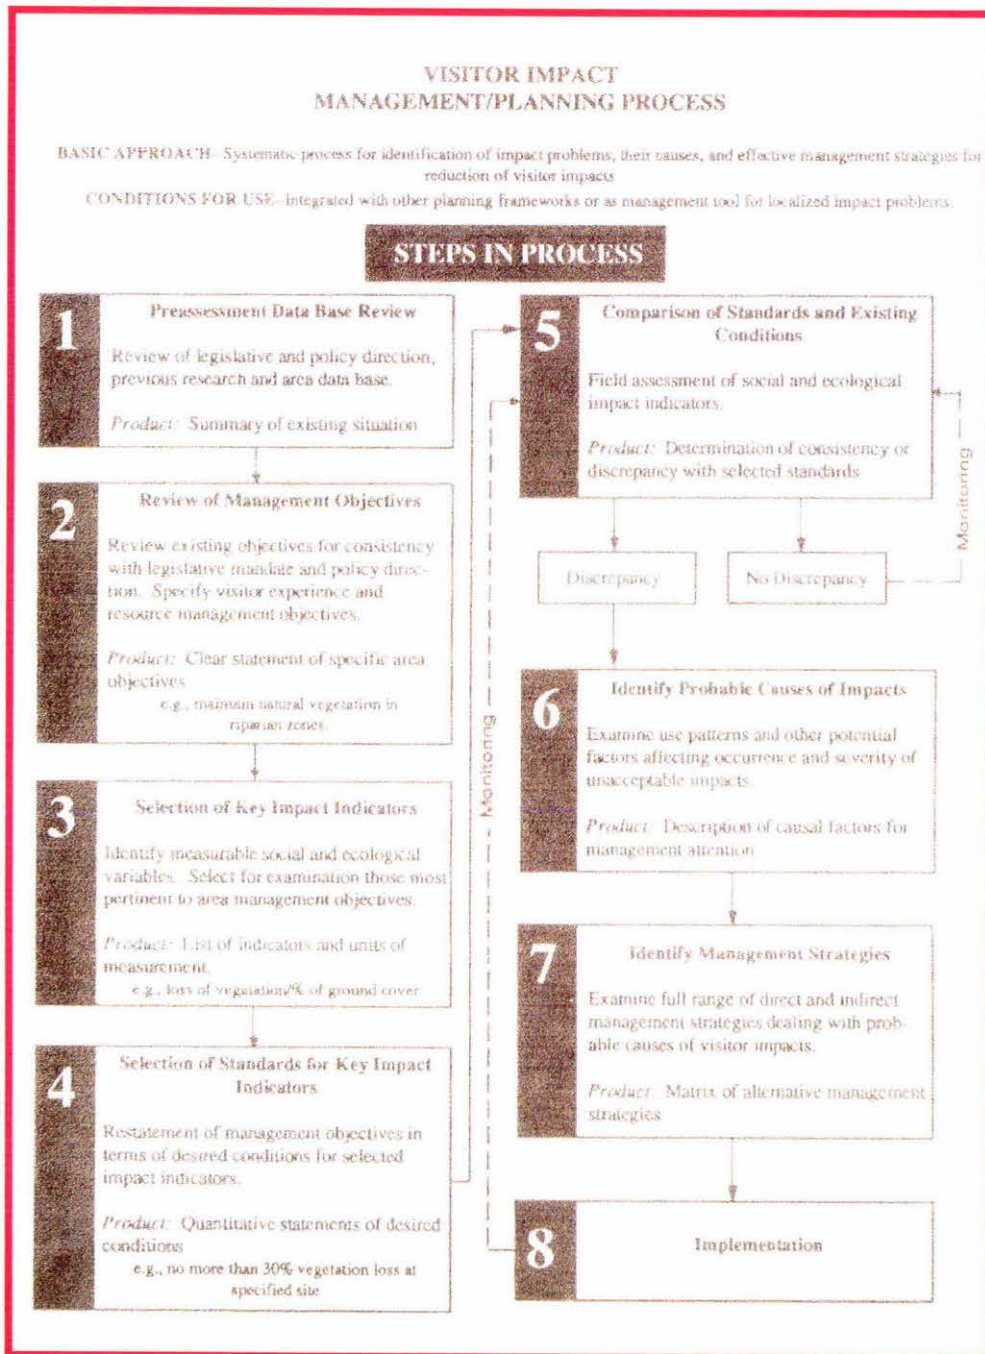 VISITOR IMPACT
MANAGEMENT/PLANNING PROCESS
BASIC APPROACH--Systematic process for identification of impact problems, their causes, and effective management strategies for
reduction of visitor impacts
CONDITIONS FOR USE--Integrated with other planning frameworks or as management tool for localized impact problems.
STEPS IN PROCESS
1
Preassessment Data Base Review
Review of legislative and policy direction,
previous research and area data base.
Product: Summary of existing situation
2
Review of Management Objectives
Review existing objectives for consistency
with legislative mandate and policy direc-
tion. Specify visitor experience and
resource management objectives.
Product: Clear statement of specific area
objectives
e.g., maintain natural vegetation in
riparian zones.
3
Selection of Key Impact Indicators
Identify measurable social and ecological
variables. Select for examination those most
pertinent to area management objectives.
Product: List of indicators and units of
measurement.
e.g., loss of vegetation/% of ground cover
4
Selection of Standards for Key Impact
Indicators
Restatement of management objectives in
terms of desired conditions for selected
impact indicators.
Product: Quantitative statements of desired
conditions
e.g., no more than 30% vegetation loss at
specified site
5
Comparison of Standards and Existing
Conditions
Field assessment of social and ecological
impact indicators.
Product: Determination of consistency or
discrepancy with selected standards
Discrepancy
No Discrepancy
Monitoring
6
Identify Probable Causes of Impacts
Examine use patterns and other potential
factors affecting occurrence and severity of
unacceptable impacts.
Product: Description of causal factors for
management attention
7
Identify Management Strategies
Examine full range of direct and indirect
management strategies dealing with prob-
able causes of visitor impacts.
Product: Matrix of alternative management
strategies
8
Implementation
Monitoring